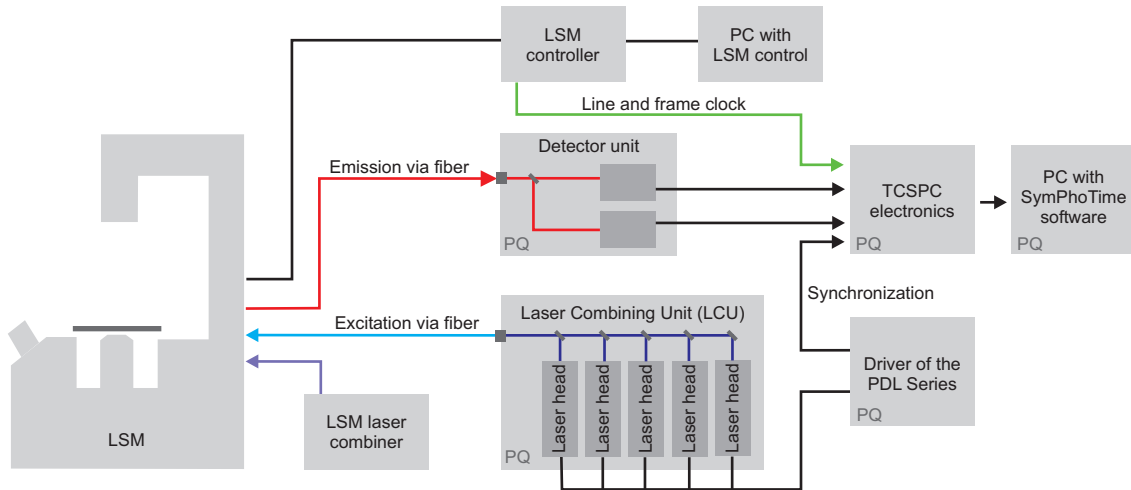 LSM
controller
PC with
LSM control
Line and frame clock
Detector unit
Emission via fiber
PQ
TCSPC
electronics
PQ
PC with
SymPhoTime
software
PQ
Synchronization
Laser Combining Unit (LCU)
Excitation via fiber
Laser head
Laser head
Laser head
Laser head
Laser head
PQ
Driver of the
PDL Series
PQ
LSM laser
combiner
LSM